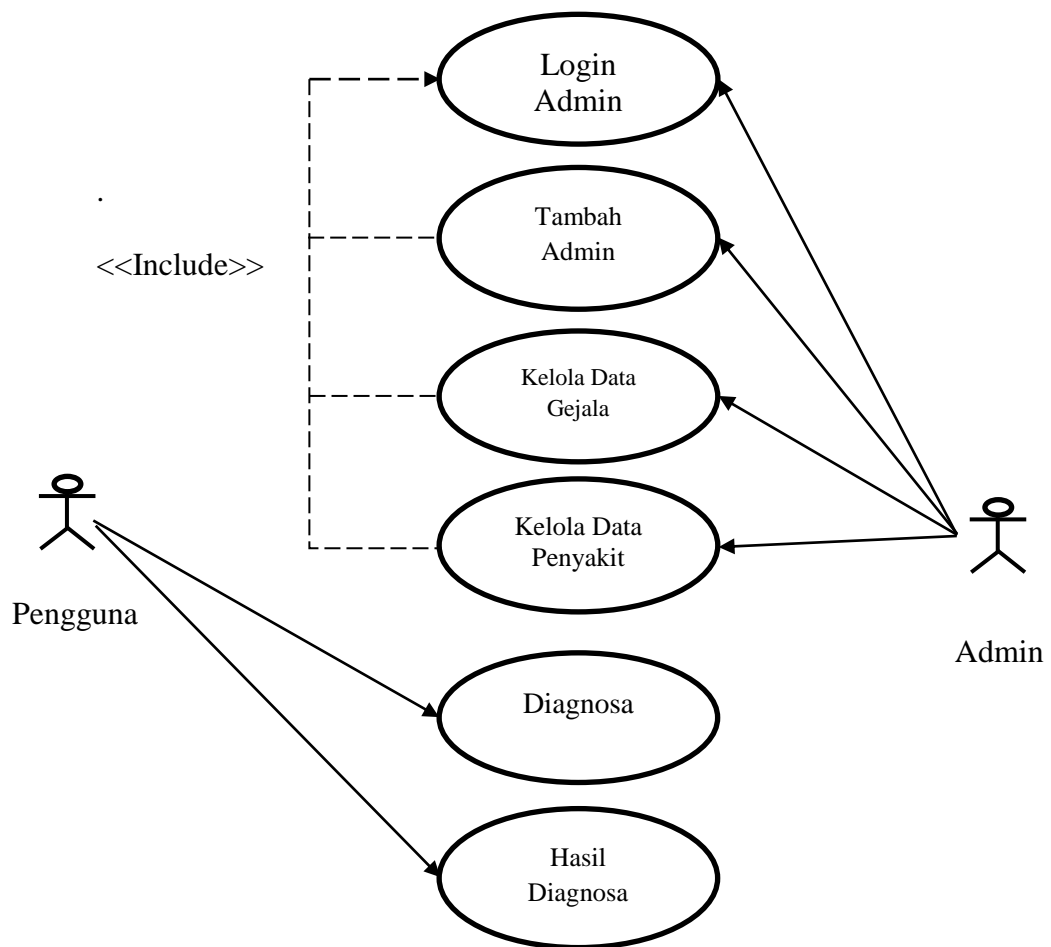 Login
Admin
.
Tambah
Admin
<<Include>>
Kelola Data
Gejala
Kelola Data
Penyakit
Pengguna
Admin
Diagnosa
Hasil
Diagnosa